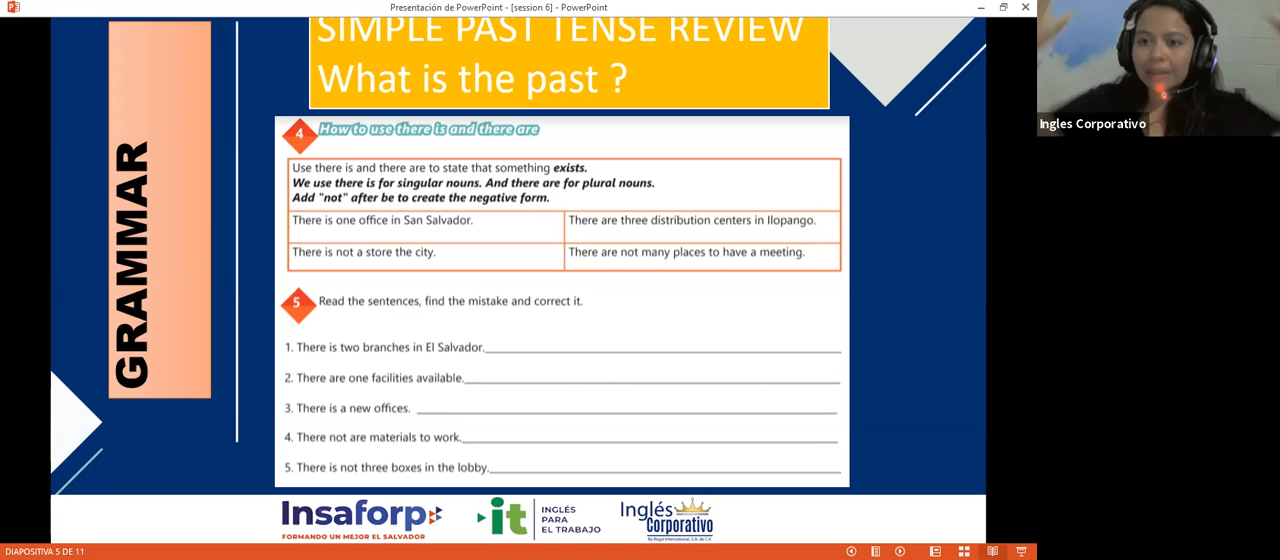 Presentación de PowerPoint - [session 6] - PowerPoint
SIMPLE PAST TENSE REVIEW
What is the past ?
GRAMMAR
4
How to use there is and there are
Use there is and there are to state that something exists.
We use there is for singular nouns. And there are for plural nouns.
Add "not" after be to create the negative form.
There is one office in San Salvador.
There are three distribution centers in Ilopango.
There is not a store the city.
There are not many places to have a meeting.
5
Read the sentences, find the mistake and correct it.
1. There is two branches in El Salvador.
2. There are one facilities available.
3. There is a new offices.
4. There not are materials to work.
5. There is not three boxes in the lobby.
Insaforp
FORMANDO UN MEJOR EL SALVADOR
it
INGLÉS
PARA
EL TRABAJO
Inglés
Corporativo
By Regal International, S.A. de C.V.
Ingles Corporativo
DIAPOSITIVA 5 DE 11